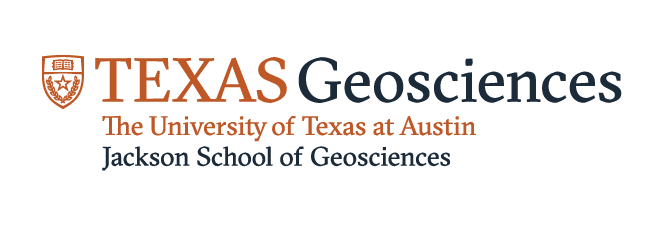 TEXAS Geosciences
The University of Texas at Austin
Jackson School of Geosciences